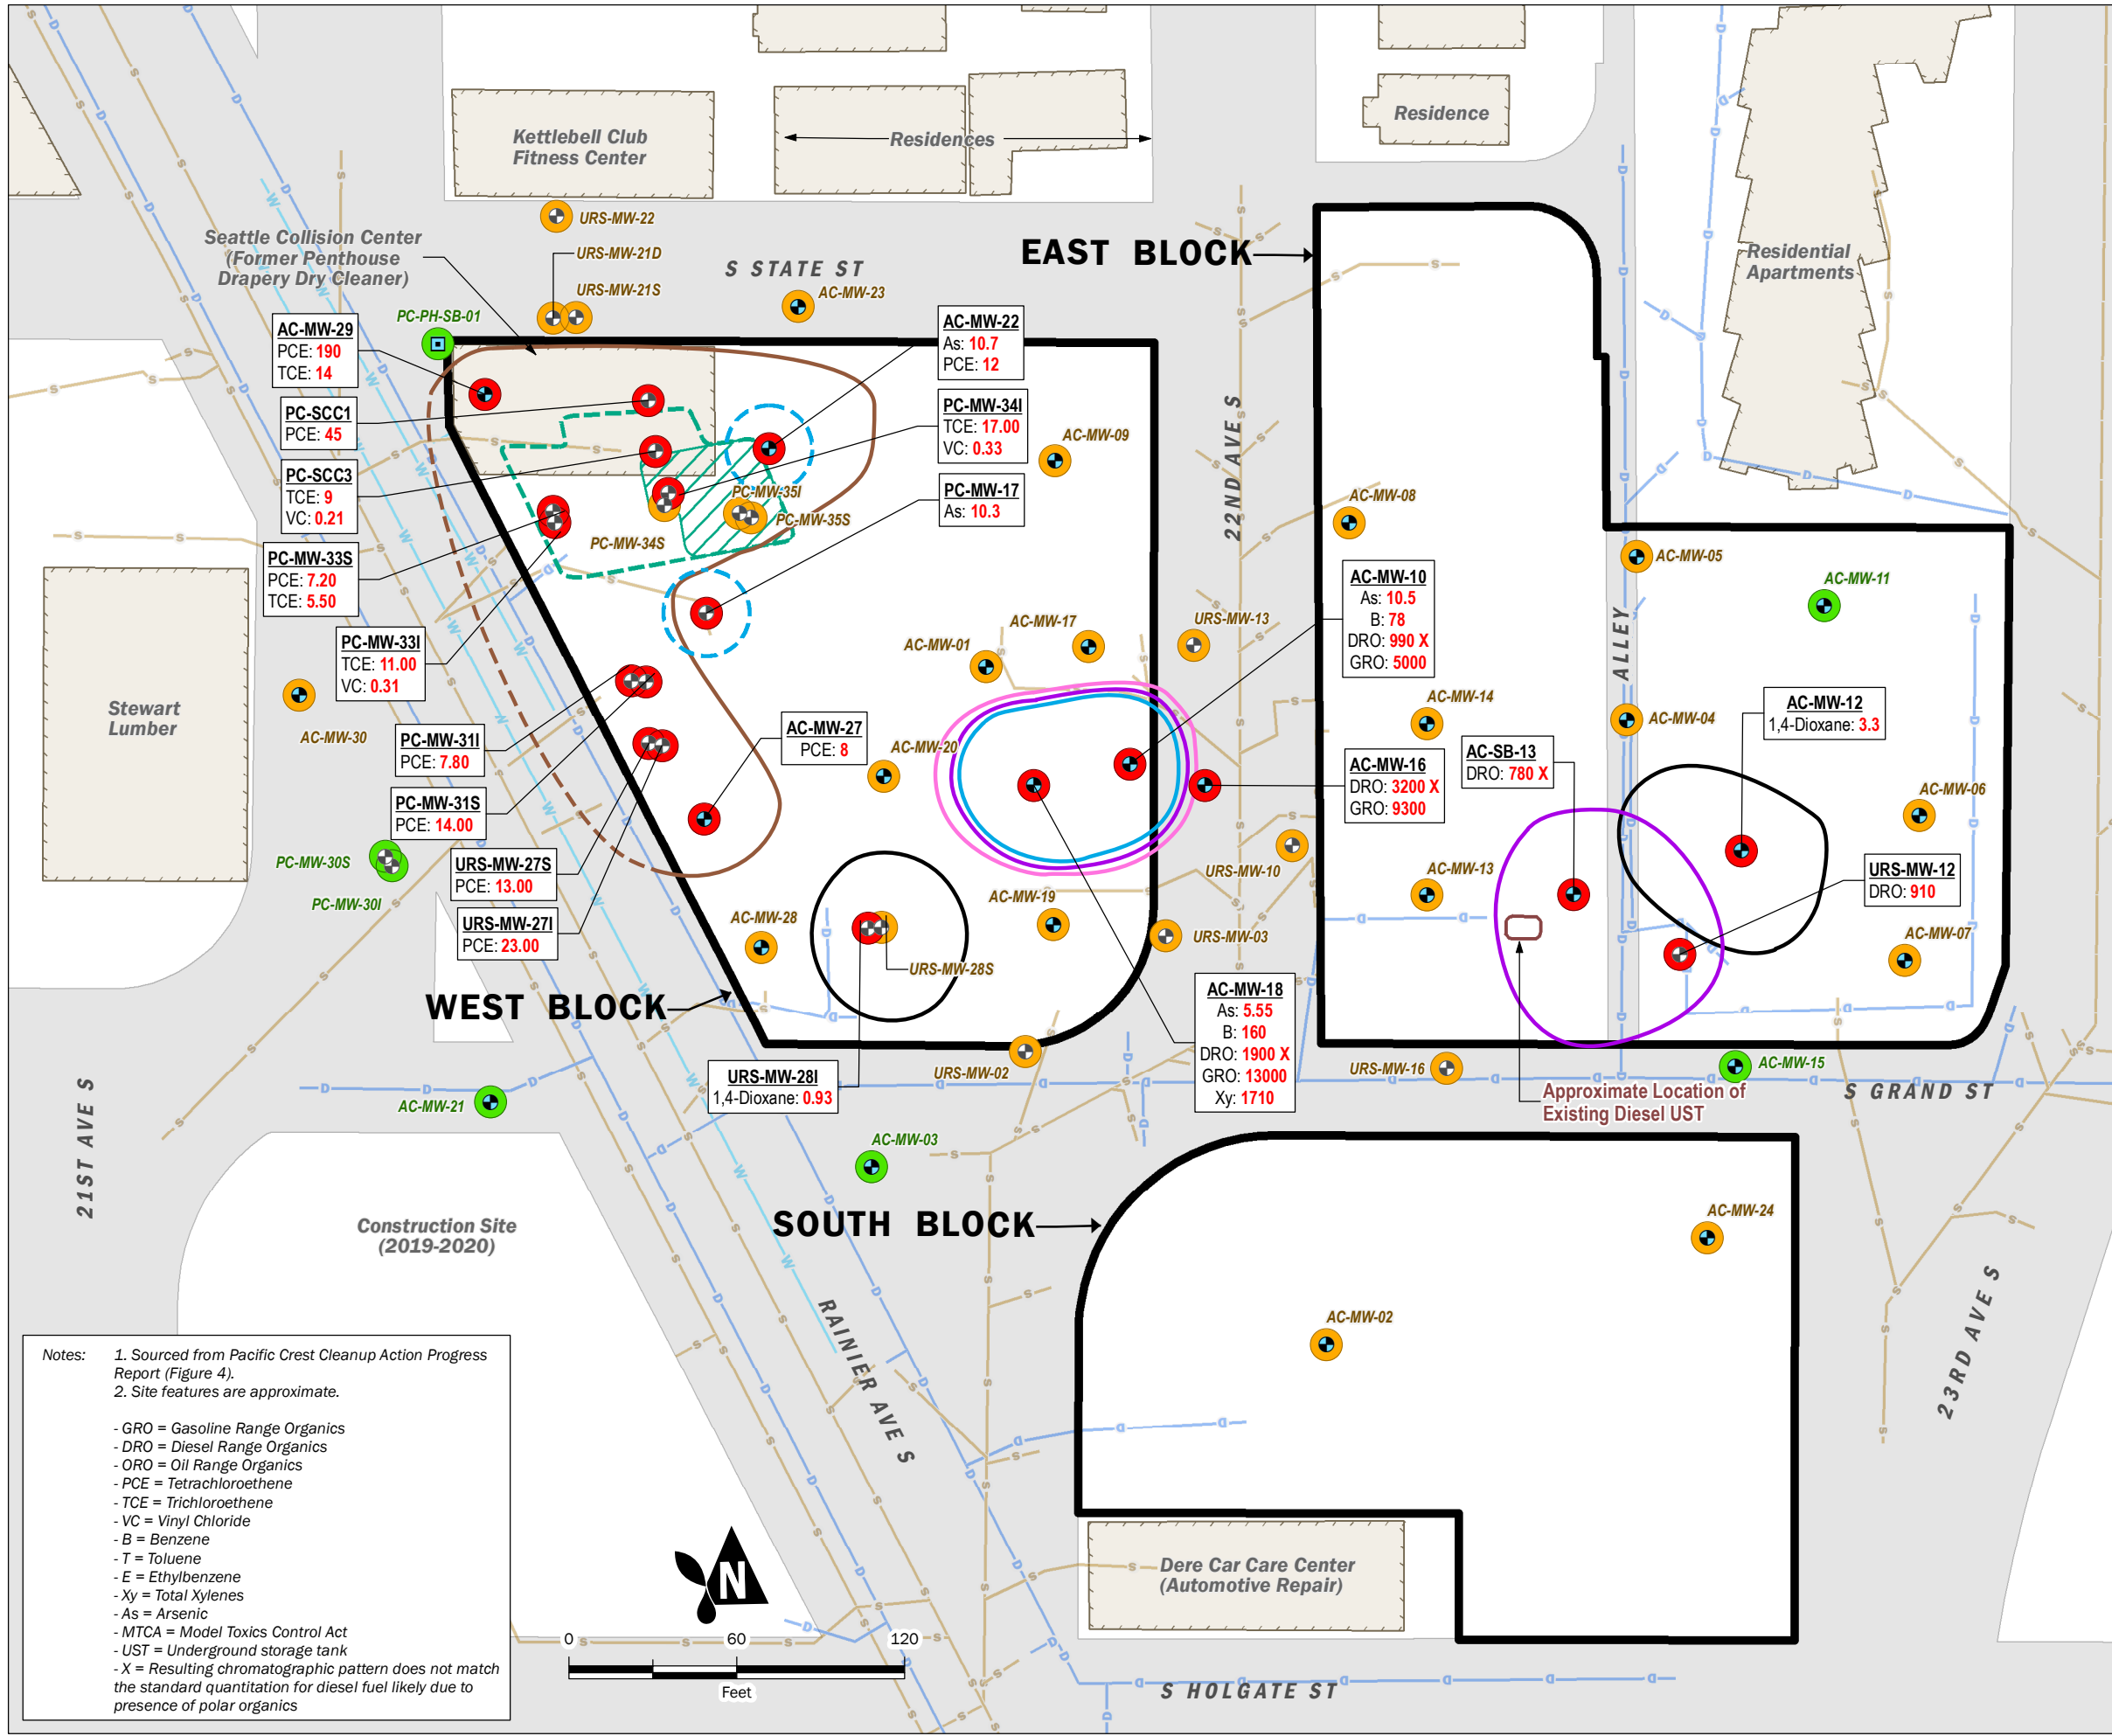 Kettlebell Club
Fitness Center
Residences
Residence
Residential
Apartments
URS-MW-22
Seattle Collision Center
(Former Penthouse
Drapery Dry Cleaner)
URS-MW-21D
URS-MW-21S
S STATE ST
AC-MW-23
EAST BLOCK
PC-PH-SB-01
AC-MW-29
PCE: 190
TCE: 14
PC-SCC1
PCE: 45
PC-SCC3
TCE: 9
VC: 0.21
PC-MW-33S
PCE: 7.20
TCE: 5.50
PC-MW-33I
TCE: 11.00
VC: 0.31
PC-MW-31I
PCE: 7.80
PC-MW-31S
PCE: 14.00
URS-MW-27S
PCE: 13.00
URS-MW-27I
PCE: 23.00
AC-MW-22
As: 10.7
PCE: 12
PC-MW-34I
TCE: 17.00
VC: 0.33
PC-MW-17
As: 10.3
PC-MW-35I
PC-MW-35S
PC-MW-34S
AC-MW-09
22ND AVE S
AC-MW-08
AC-MW-05
AC-MW-11
ALLEY
AC-MW-10
As: 10.5
B: 78
DRO: 990 X
GRO: 5000
URS-MW-13
AC-MW-17
AC-MW-01
AC-MW-14
AC-MW-04
AC-MW-12
1,4-Dioxane: 3.3
AC-MW-27
PCE: 8
AC-MW-20
AC-MW-16
DRO: 3200 X
GRO: 9300
AC-SB-13
DRO: 780 X
AC-MW-06
URS-MW-12
DRO: 910
Stewart
Lumber
AC-MW-30
PC-MW-30S
PC-MW-30I
URS-MW-10
AC-MW-13
AC-MW-07
AC-MW-28
AC-MW-19
URS-MW-03
URS-MW-28S
WEST BLOCK
AC-MW-18
As: 5.55
B: 160
DRO: 1900 X
GRO: 13000
Xy: 1710
URS-MW-28I
1,4-Dioxane: 0.93
URS-MW-02
URS-MW-16
AC-MW-15
Approximate Location of
Existing Diesel UST
S GRAND ST
21ST AVE S
AC-MW-21
AC-MW-03
SOUTH BLOCK
AC-MW-24
AC-MW-02
Construction Site
(2019-2020)
RAINIER AVE S
23RD AVE S
Dere Car Care Center
(Automotive Repair)
S HOLGATE ST
N
0 60 120
Feet
Notes: 1. Sourced from Pacific Crest Cleanup Action Progress
Report (Figure 4).
2. Site features are approximate.
- GRO = Gasoline Range Organics
- DRO = Diesel Range Organics
- ORO = Oil Range Organics
- PCE = Tetrachloroethene
- TCE = Trichloroethene
- VC = Vinyl Chloride
- B = Benzene
- T = Toluene
- E = Ethylbenzene
- Xy = Total Xylenes
- As = Arsenic
- MTCA = Model Toxics Control Act
- UST = Underground storage tank
- X = Resulting chromatographic pattern does not match
the standard quantitation for diesel fuel likely due to
presence of polar organics